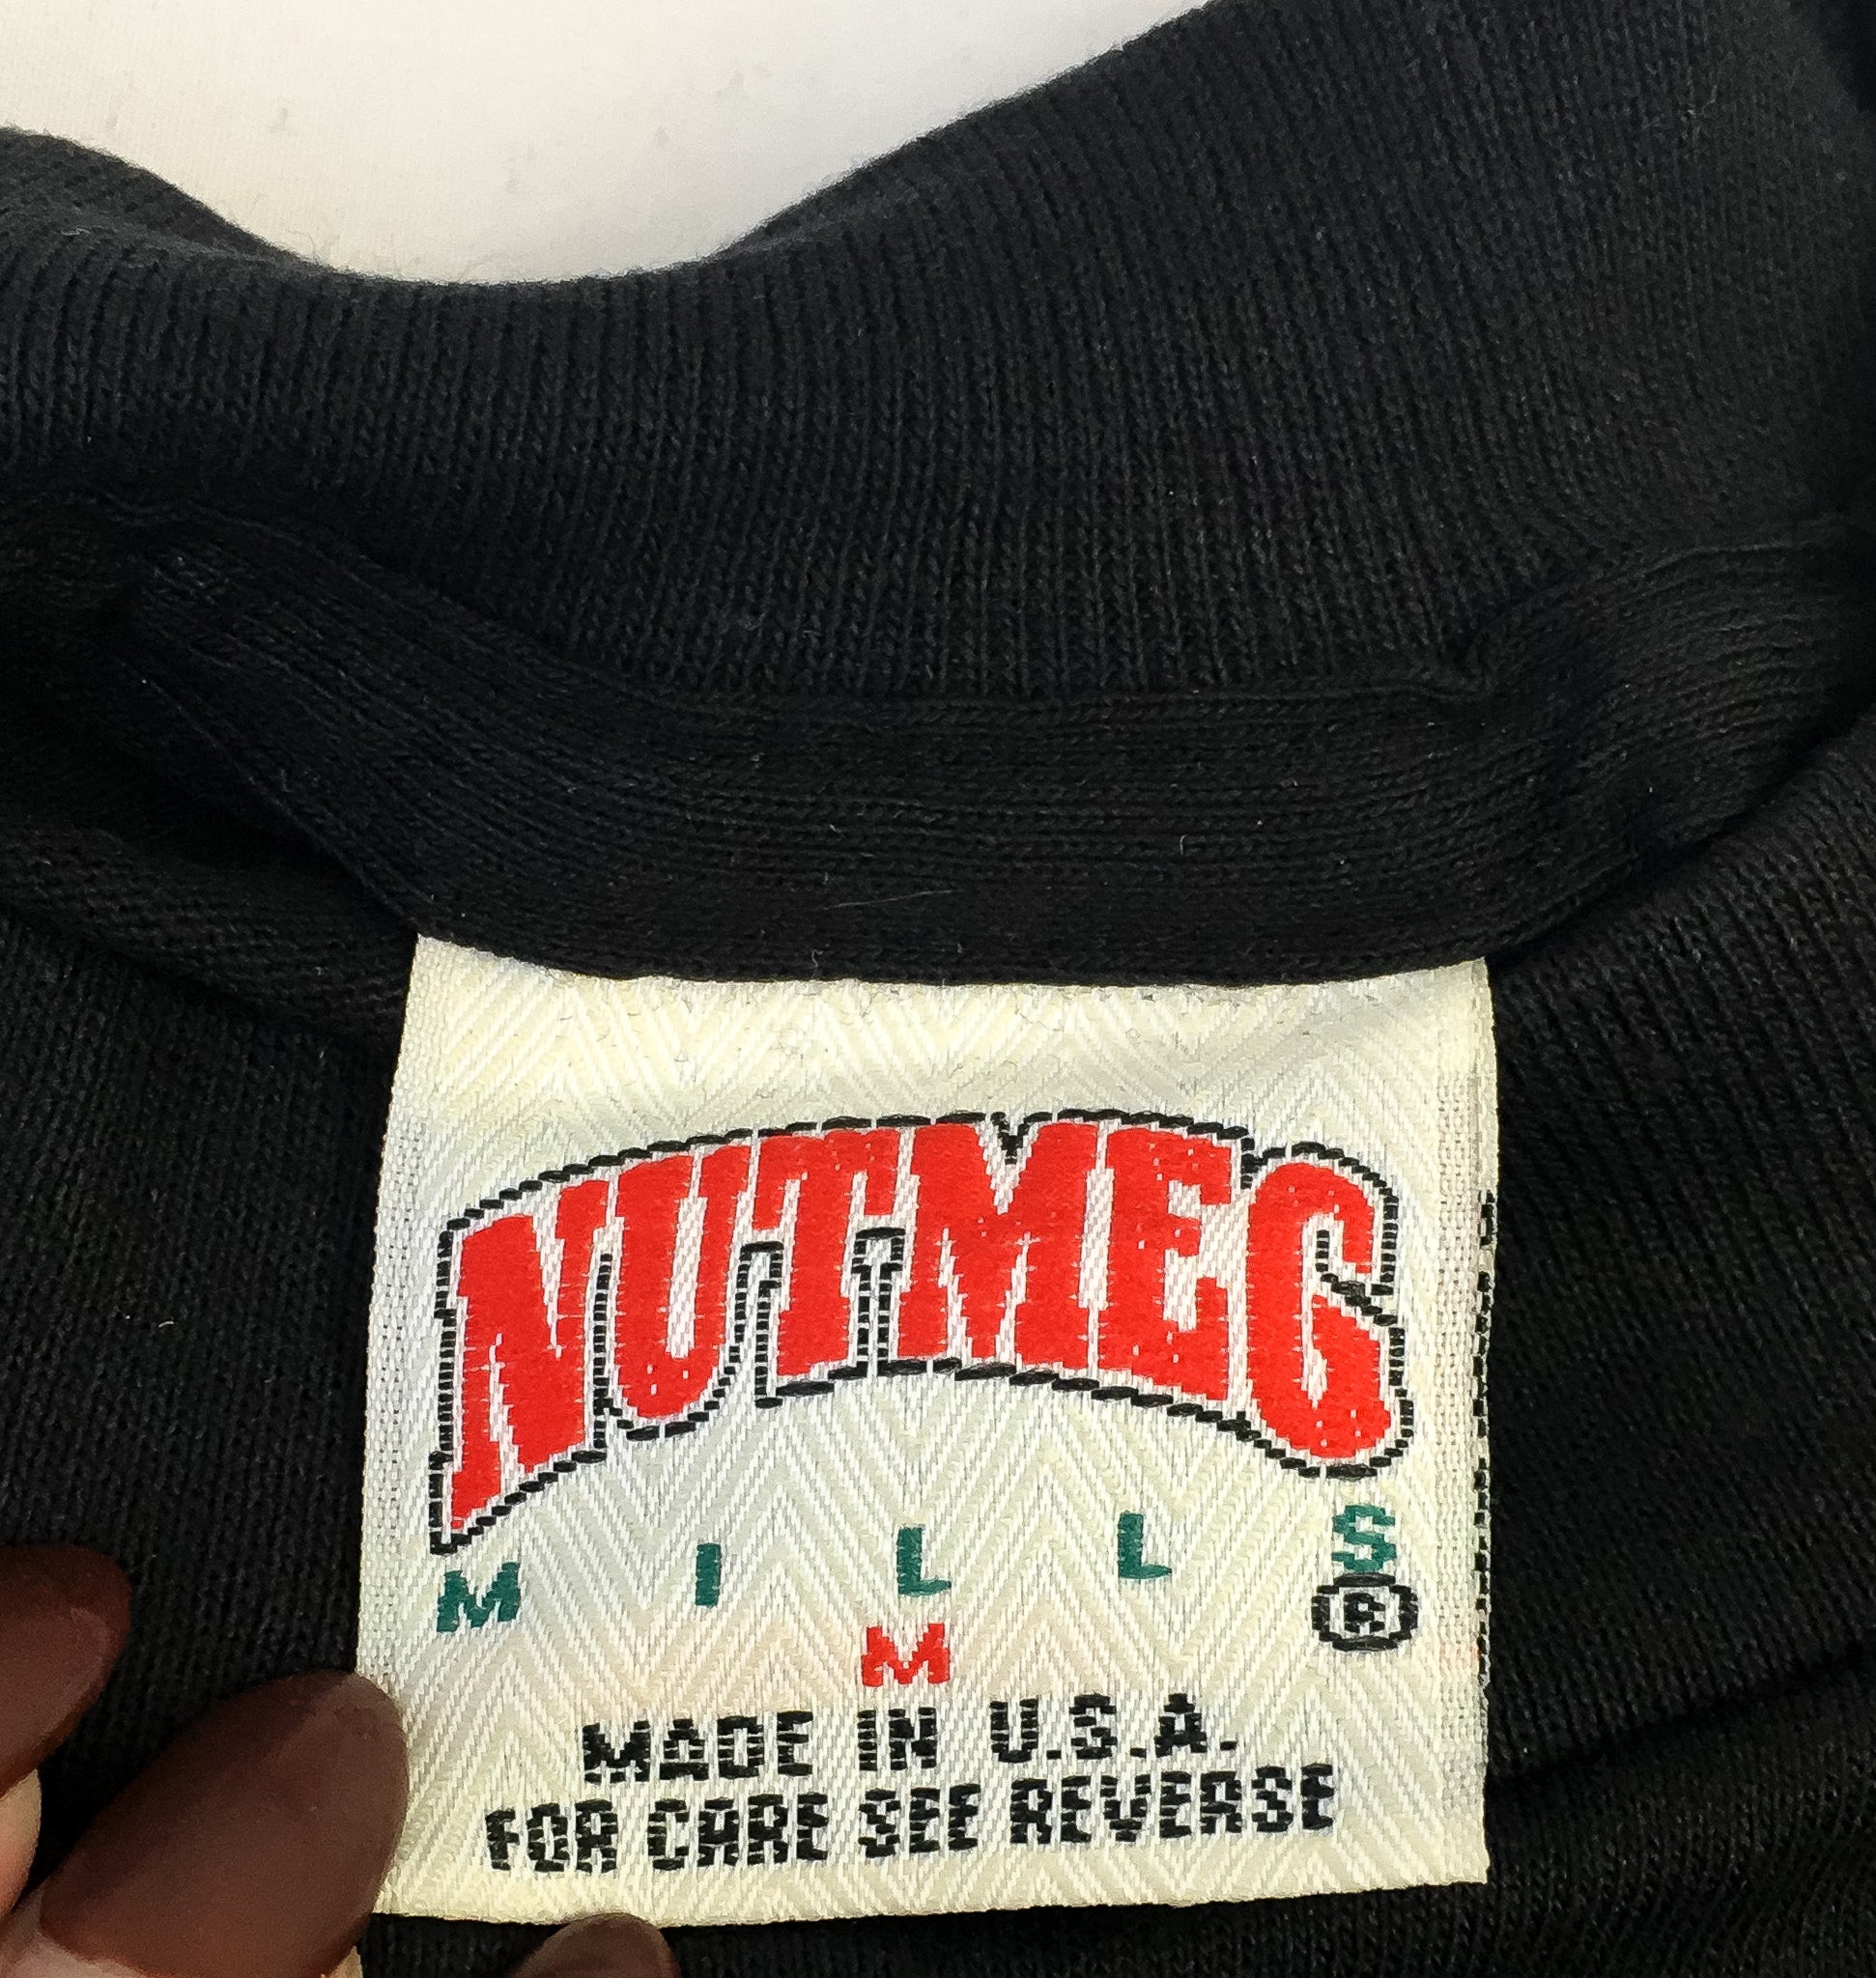 NUTMEG
MILLS
®
M
MADE IN U.S.A.
FOR CARE SEE REVERSE